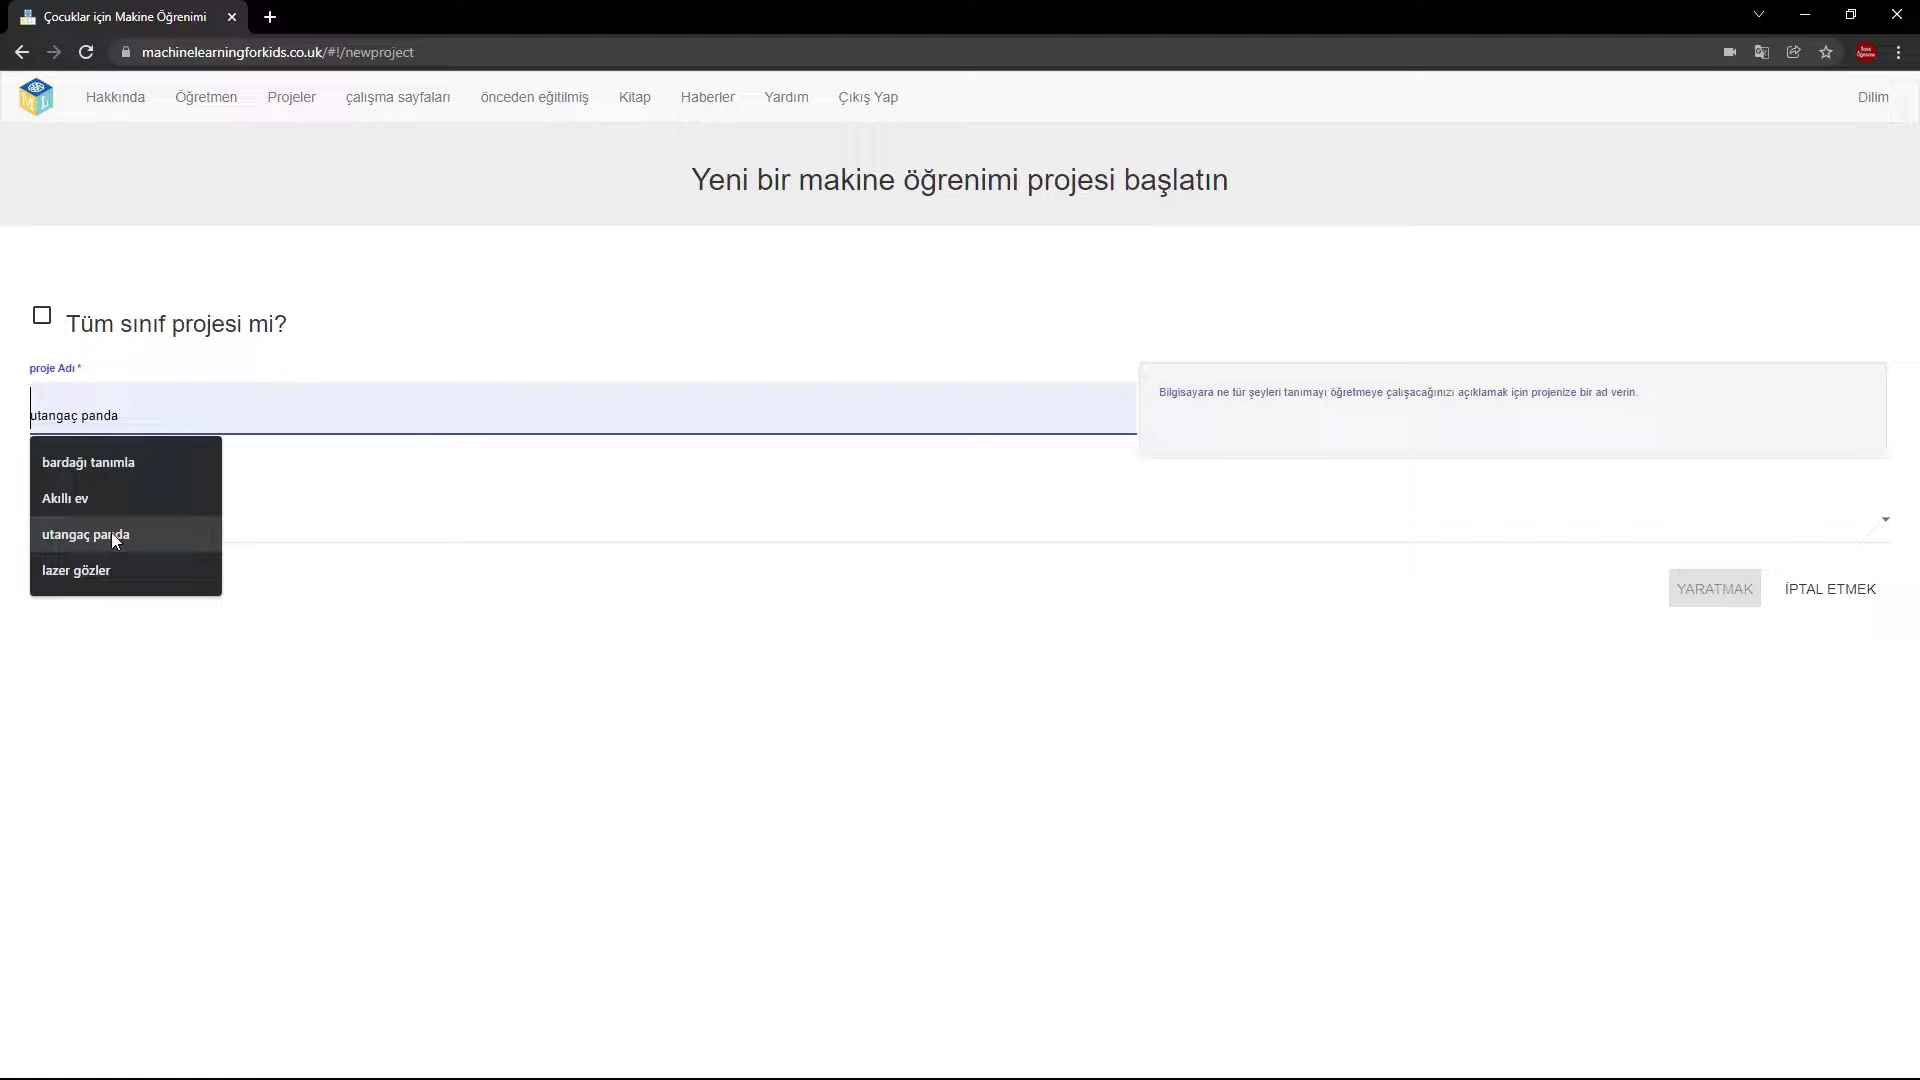 Çocuklar için Makine Öğrenimi
machinelearningforkids.co.uk/#!/newproject
Hakkında Öğretmen Projeler çalışma sayfaları önceden eğitilmiş Kitap Haberler Yardım Çıkış Yap Dilim
Yeni bir makine öğrenimi projesi başlatın
Tüm sınıf projesi mi?
proje Adı *
utangaç panda
Bilgisayara ne tür şeyleri tanımayı öğretmeye çalışacağınızı açıklamak için projenize bir ad verin.
bardağı tanımla
Akıllı ev
utangaç panda
lazer gözler
YARATMAK İPTAL ETMEK